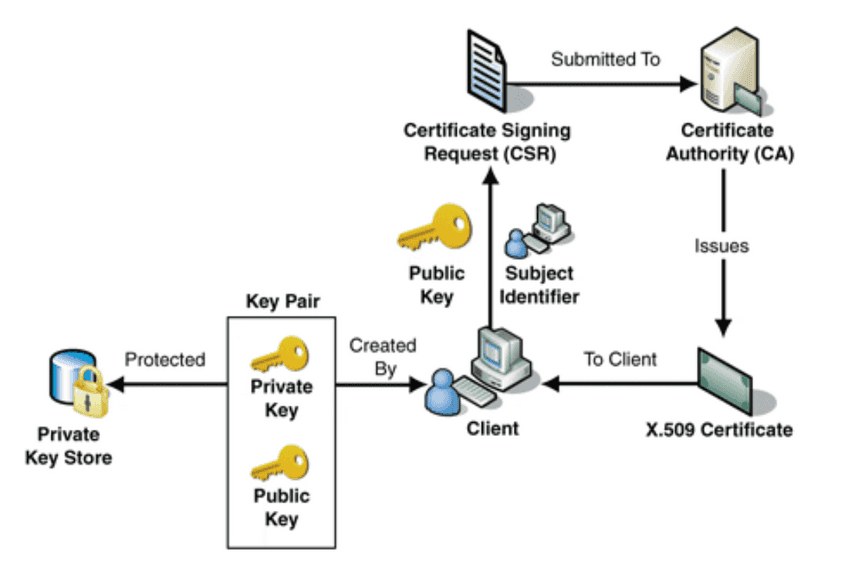 Submitted To
Certificate Signing
Request (CSR)
Certificate
Authority (CA)
Public
Key
Subject
Identifier
Issues
Key Pair
Protected
Private
Key
Created
By
To Client
Private
Key Store
Client
X.509 Certificate
Public
Key